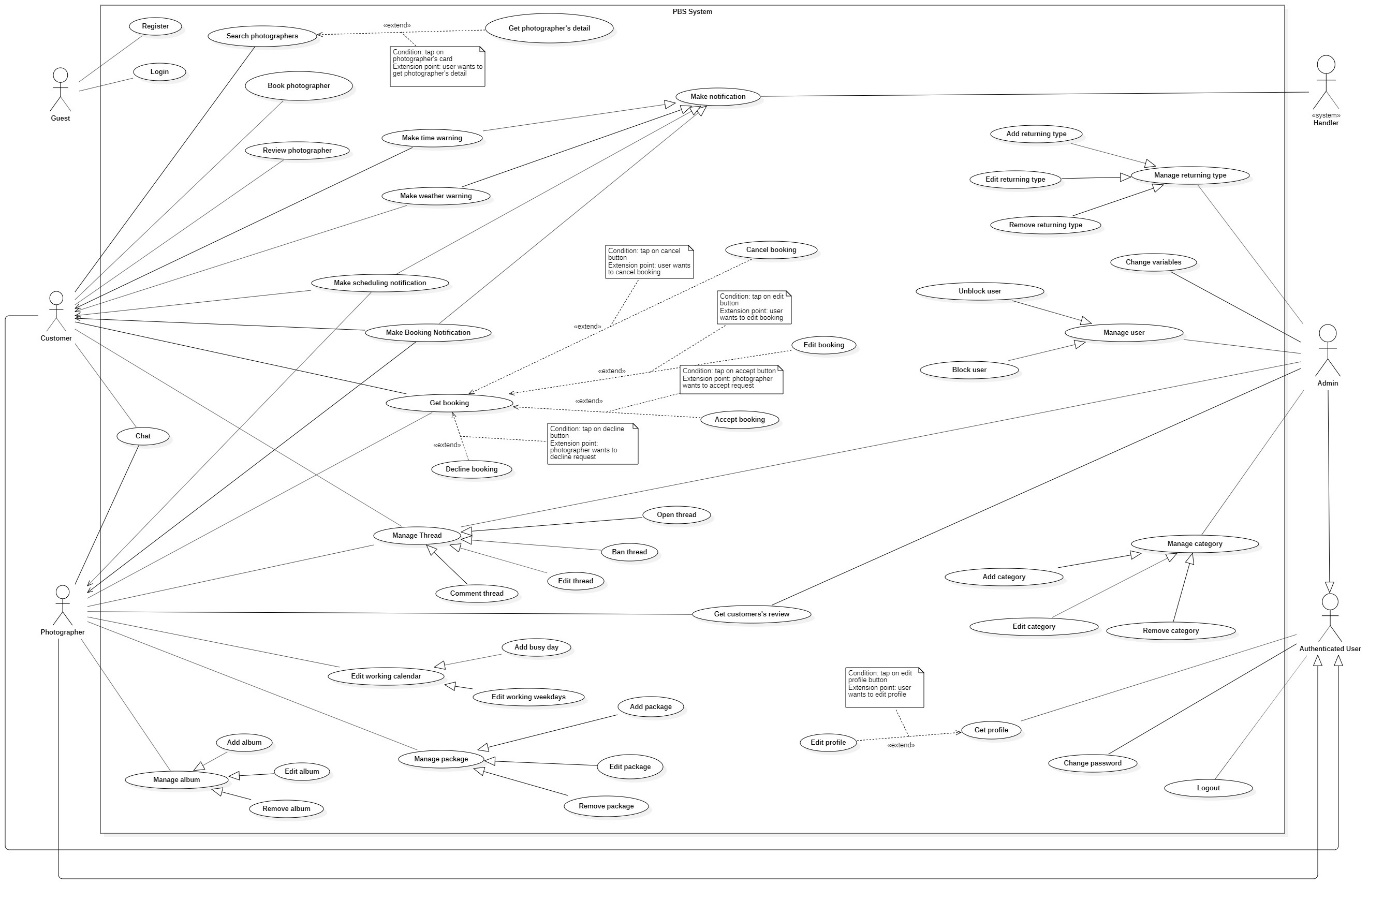 PBS System
Register
Search photographers
«extend»
Get photographer's detail
Condition: tap on
photographer's card
Extension point: user wants to
get photographer's detail
Login
Guest
Book photographer
Make notification
«system»
Handler
Make time warning
Add returning type
Review photographer
Edit returning type
Manage returning type
Make weather warning
Remove returning type
Condition: tap on cancel
button
Extension point: user wants
to cancel booking
Cancel booking
Change variables
Make scheduling notification
Unblock user
Condition: tap on edit
button
Extension point: user
wants to edit booking
Customer
Make Booking Notification
«extend»
Manage user
Edit booking
Block user
Admin
«extend»
Condition: tap on accept button
Extension point: photographer
wants to accept request
Get booking
«extend»
Accept booking
Chat
Condition: tap on decline
button
Extension point:
photographer wants to
decline request
«extend»
Decline booking
Open thread
Manage Thread
Ban thread
Manage category
Edit thread
Add category
Comment thread
Get customers's review
Edit category
Remove category
Photographer
Authenticated User
Add busy day
Edit working calendar
Edit working weekdays
Condition: tap on edit
profile button
Extension point: user
wants to edit profile
Add package
Get profile
Edit profile
«extend»
Add album
Manage package
Edit package
Change password
Manage album
Edit album
Logout
Remove album
Remove package